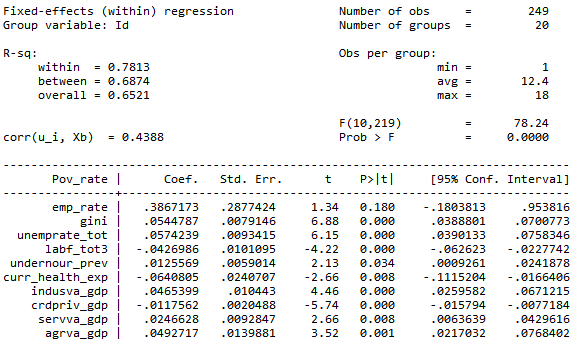 Fixed-effects (within) regression               Number of obs     =        249
Group variable: Id                              Number of groups  =         20
R-sq:                                           Obs per group:
     within  = 0.7813                                         min =          1
     between = 0.6874                                         avg =       12.4
     overall = 0.6521                                         max =         18
                                                F(10,219)         =      78.24
corr(u_i, Xb)  = 0.4388                         Prob > F          =     0.0000
------------------------------------------------------------------------------
       Pov_rate |      Coef.   Std. Err.      t    P>|t|     [95% Conf. Interval]
----------------+-------------------------------------------------------------
       emp_rate |   .3867173   .2877424     1.34   0.180    -.1803813     .953816
           gini |   .0544787   .0079146     6.88   0.000     .0388801    .0700773
   unemprate_tot |   .0574239   .0093415     6.15   0.000     .0390133    .0758346
      labf_tot3 |  -.0426986   .0101095    -4.22   0.000     -.062623   -.0227742
 undernour_prev |   .0125569   .0059014     2.13   0.034     .0009261    .0241878
curr_health_exp |  -.0640805   .0240707    -2.66   0.008    -.1115204   -.0166406
    indusva_gdp |   .0465399    .010443     4.46   0.000     .0259582    .0671215
    crdpriv_gdp |  -.0117562   .0020488    -5.74   0.000     -.015794   -.0077184
     servva_gdp |   .0246628   .0092847     2.66   0.008     .0063639    .0429616
      agrva_gdp |   .0492717   .0139881     3.52   0.001     .0217032    .0768402